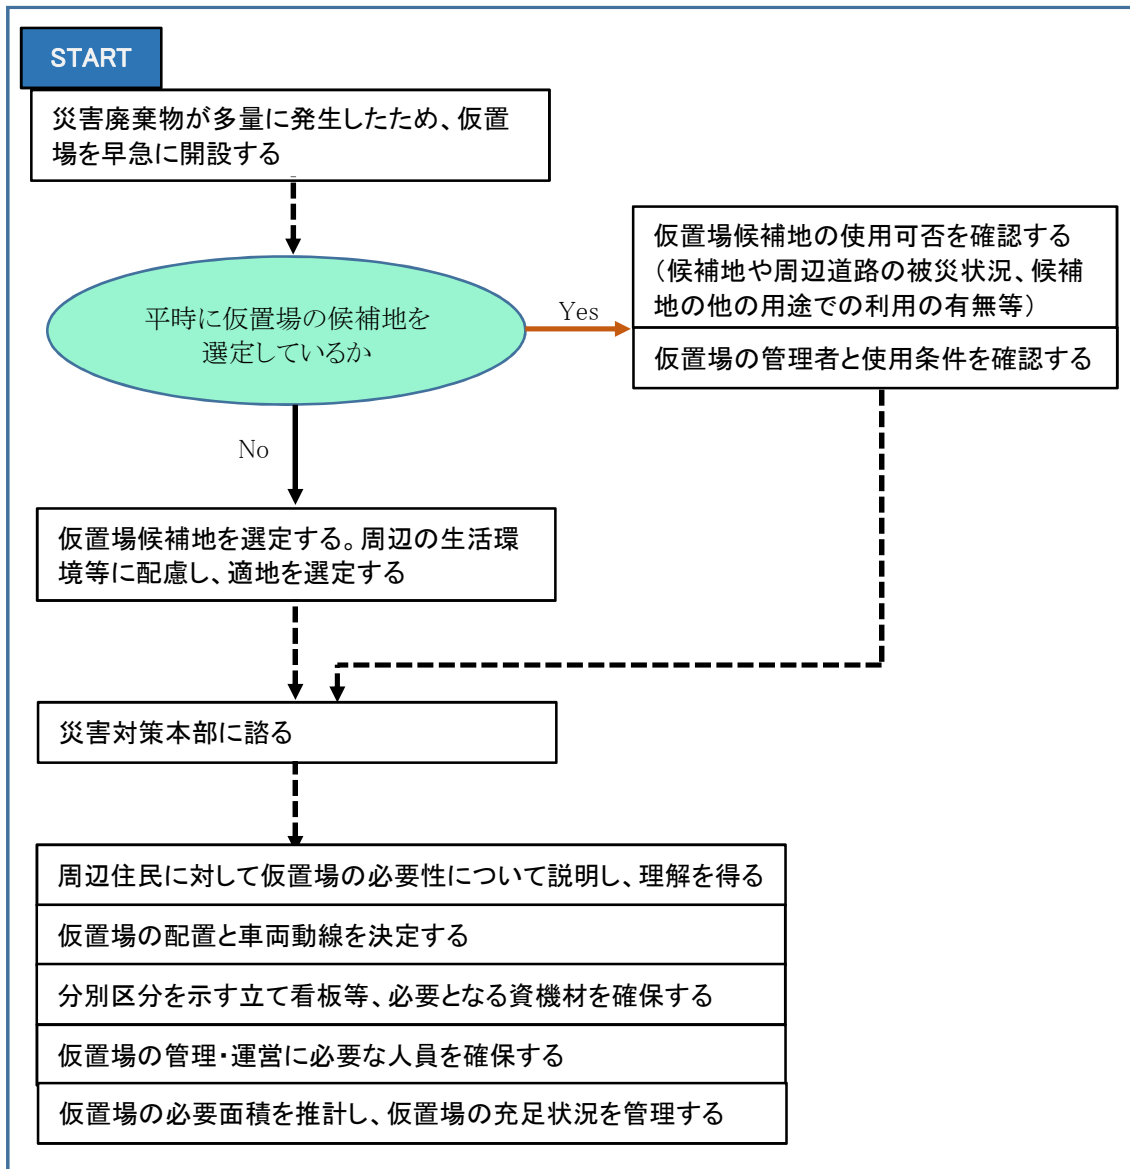 START
災害廃棄物が多量に発生したため、仮置
場を早急に開設する
平時に仮置場の候補地を
選定しているか
Yes
仮置場候補地の使用可否を確認する
（候補地や周辺道路の被災状況、候補
地の他の用途での利用の有無等）
仮置場の管理者と使用条件を確認する
No
仮置場候補地を選定する。周辺の生活環
境等に配慮し、適地を選定する
災害対策本部に諮る
周辺住民に対して仮置場の必要性について説明し、理解を得る
仮置場の配置と車両動線を決定する
分別区分を示す立て看板等、必要となる資機材を確保する
仮置場の管理・運営に必要な人員を確保する
仮置場の必要面積を推計し、仮置場の充足状況を管理する